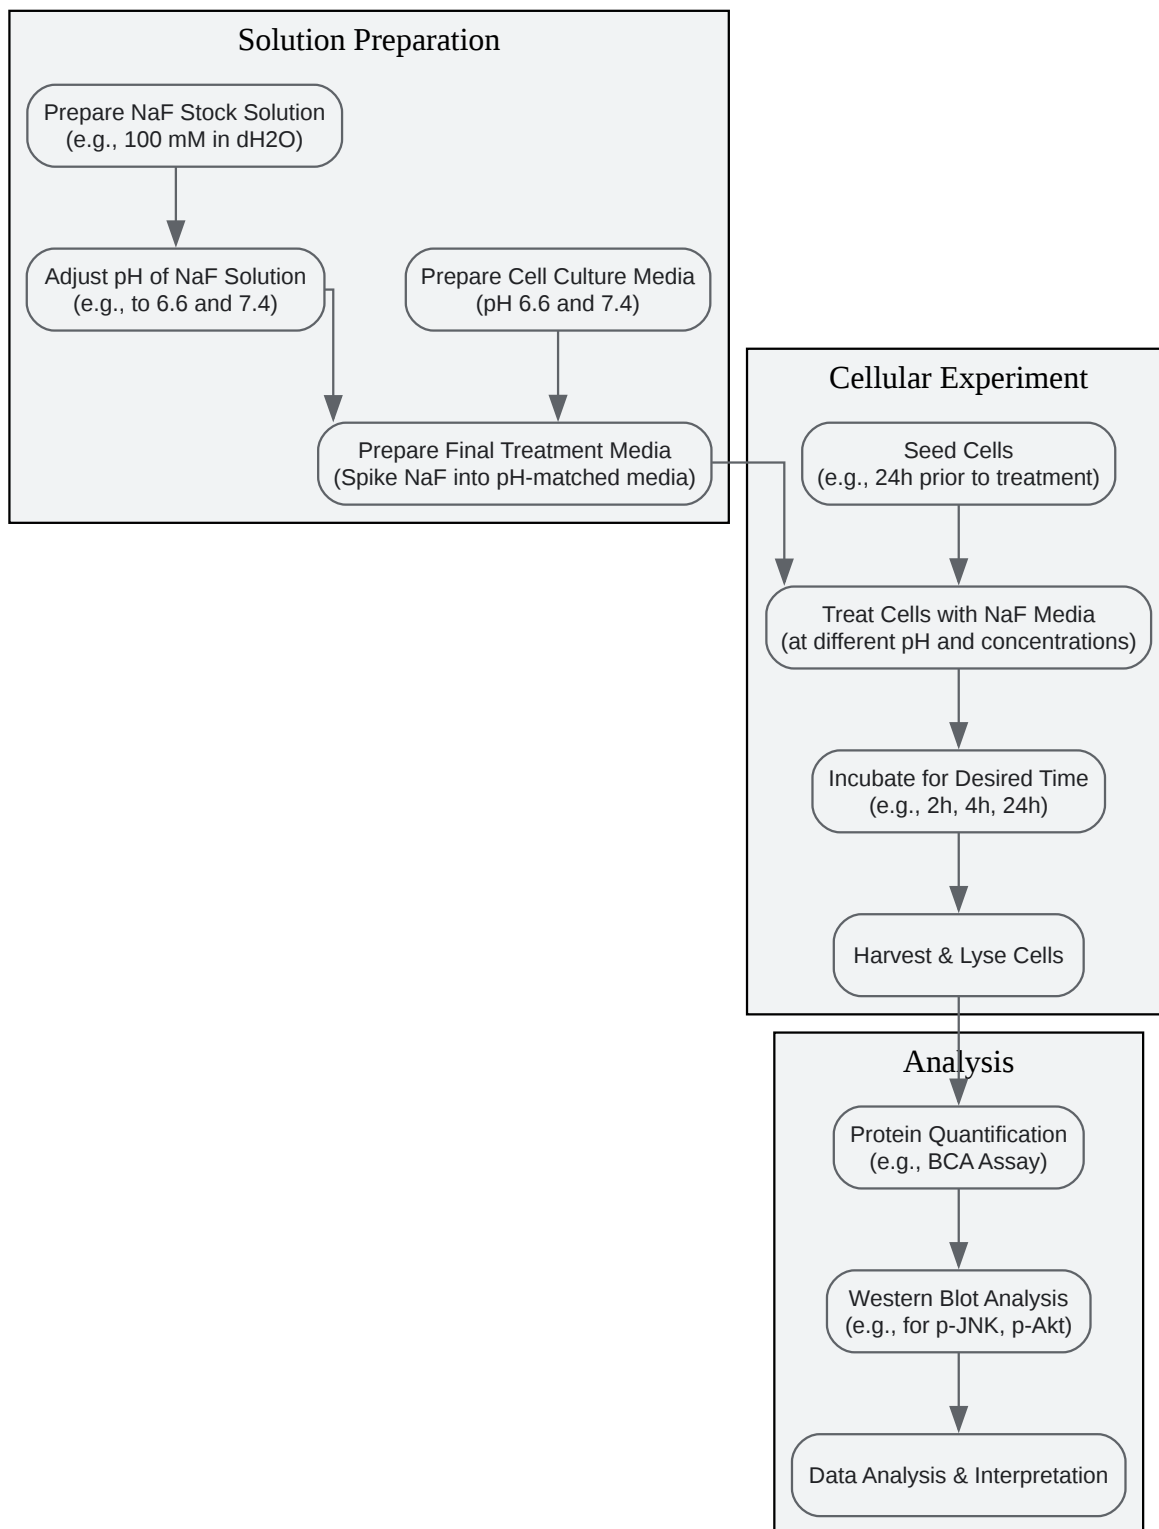 Solution Preparation
Prepare NaF Stock Solution
(e.g., 100 mM in dH2O)
Adjust pH of NaF Solution
(e.g., to 6.6 and 7.4)
Prepare Cell Culture Media
(pH 6.6 and 7.4)
Prepare Final Treatment Media
(Spike NaF into pH-matched media)
Cellular Experiment
Seed Cells
(e.g., 24h prior to treatment)
Treat Cells with NaF Media
(at different pH and concentrations)
Incubate for Desired Time
(e.g., 2h, 4h, 24h)
Harvest & Lyse Cells
Analysis
Protein Quantification
(e.g., BCA Assay)
Western Blot Analysis
(e.g., for p-JNK, p-Akt)
Data Analysis & Interpretation